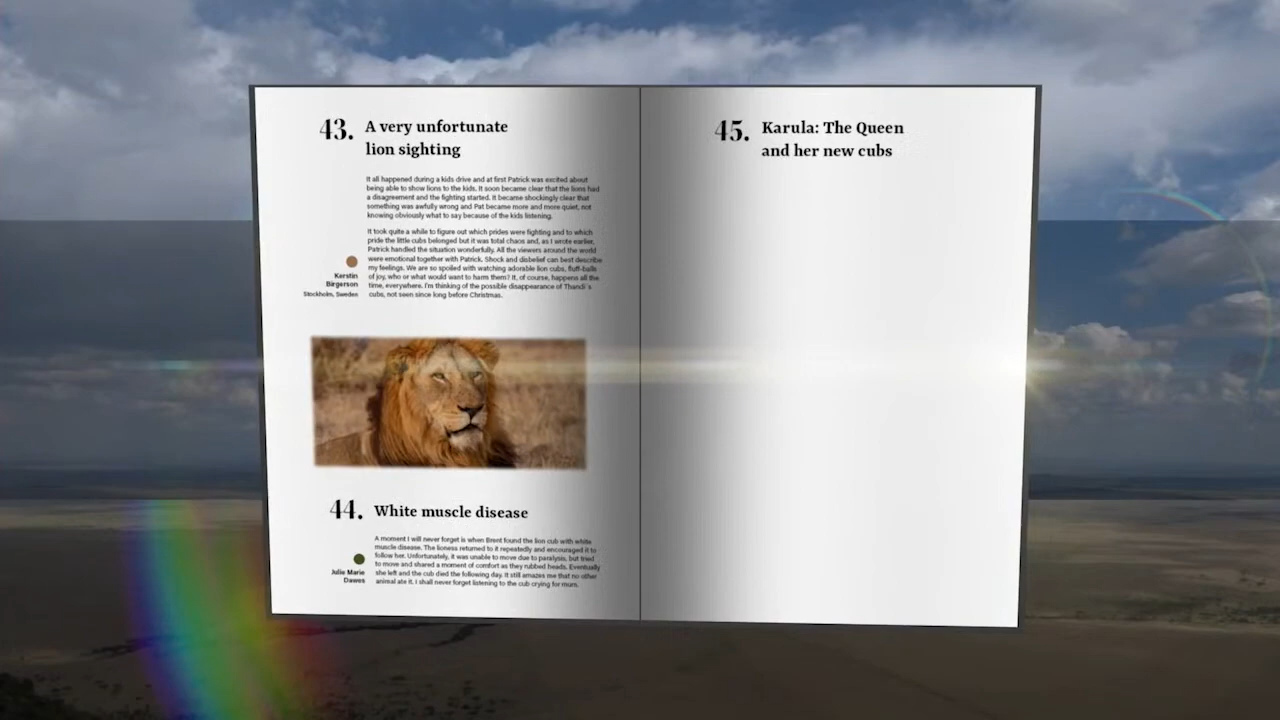 43. A very unfortunate
lion sighting
It all happened during a kids drive and at first Patrick was excited about
being able to show lions to the kids. It soon became clear that the lions had
a disagreement and the fighting started. It became shockingly clear that
something was awfully wrong and Pat became more and more quiet, not
knowing obviously what to say because of the kids listening.
It took quite a while to figure out which prides were fighting and to which
pride the little cubs belonged but it was total chaos and, as I wrote earlier,
Patrick handled the situation wonderfully. All the viewers around the world
were emotional together with Patrick. Shock and disbelief can best describe
my feelings. We are so spoiled with watching adorable lion cubs, fluff-balls
of joy, who or what would want to harm them? It, of course, happens all the
time, everywhere. I'm thinking of the possible disappearance of Thandi´s
cubs, not seen since long before Christmas.
Kerstin
Birgerson
Stockholm, Sweden
44. White muscle disease
A moment I will never forget is when Brent found the lion cub with white
muscle disease. The lioness returned to it repeatedly and encouraged it to
follow her. Unfortunately, it was unable to move due to paralysis, but tried
to move and shared a moment of comfort as they rubbed heads. Eventually
she left and the cub died the following day. It still amazes me that no other
animal ate it. I shall never forget listening to the cub crying for mum.
Julie Marie
Dawes
45. Karula: The Queen
and her new cubs